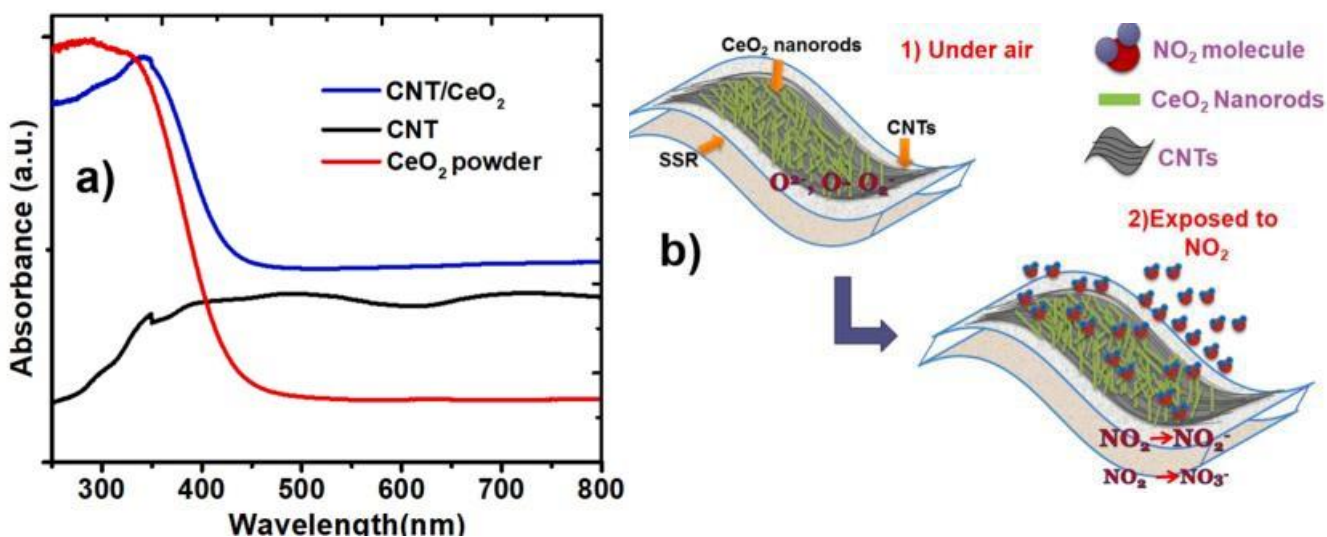 Absorbance (a.u.)
a)
CNT/CeO₂
CNT
CeO₂ powder
300 400 500 600 700 800
Wavelength(nm)
b)
CeO₂ nanorods
1) Under air
CNTs
SSR
O²⁻, O⁻ O₂⁻
NO₂ molecule
CeO₂ Nanorods
CNTs
2)Exposed to
NO₂
NO₂→NO₂⁻
NO₂→NO₃⁻